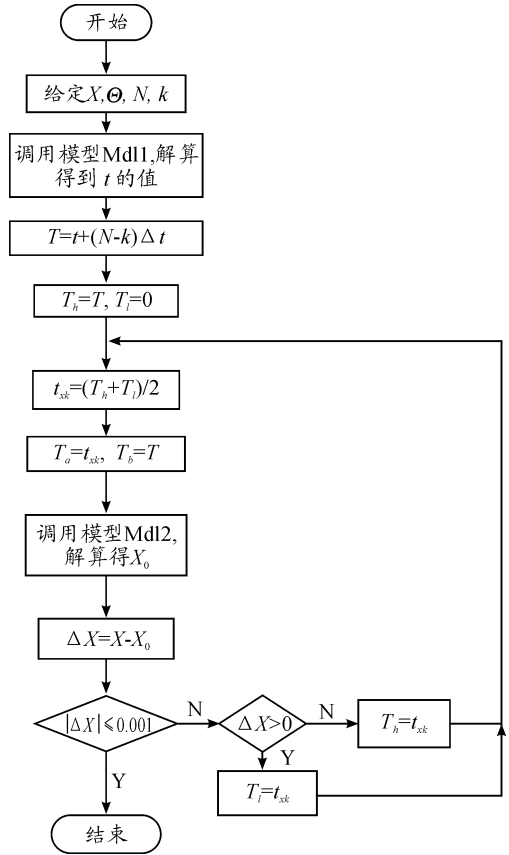 开始
给定X,Θ, N, k
调用模型Mdl1,解算
得到 t 的值
T=t+(N-k)Δt
Tₕ=T, Tₗ=0
tₓₖ=(Tₕ+Tₗ)/2
Tₐ=tₓₖ, T_b=T
调用模型Mdl2,
解算得X₀
ΔX=X-X₀
|ΔX|≤0.001
N
ΔX>0
N
Tₕ=tₓₖ
Y
Y
Tₗ=tₓₖ
结束